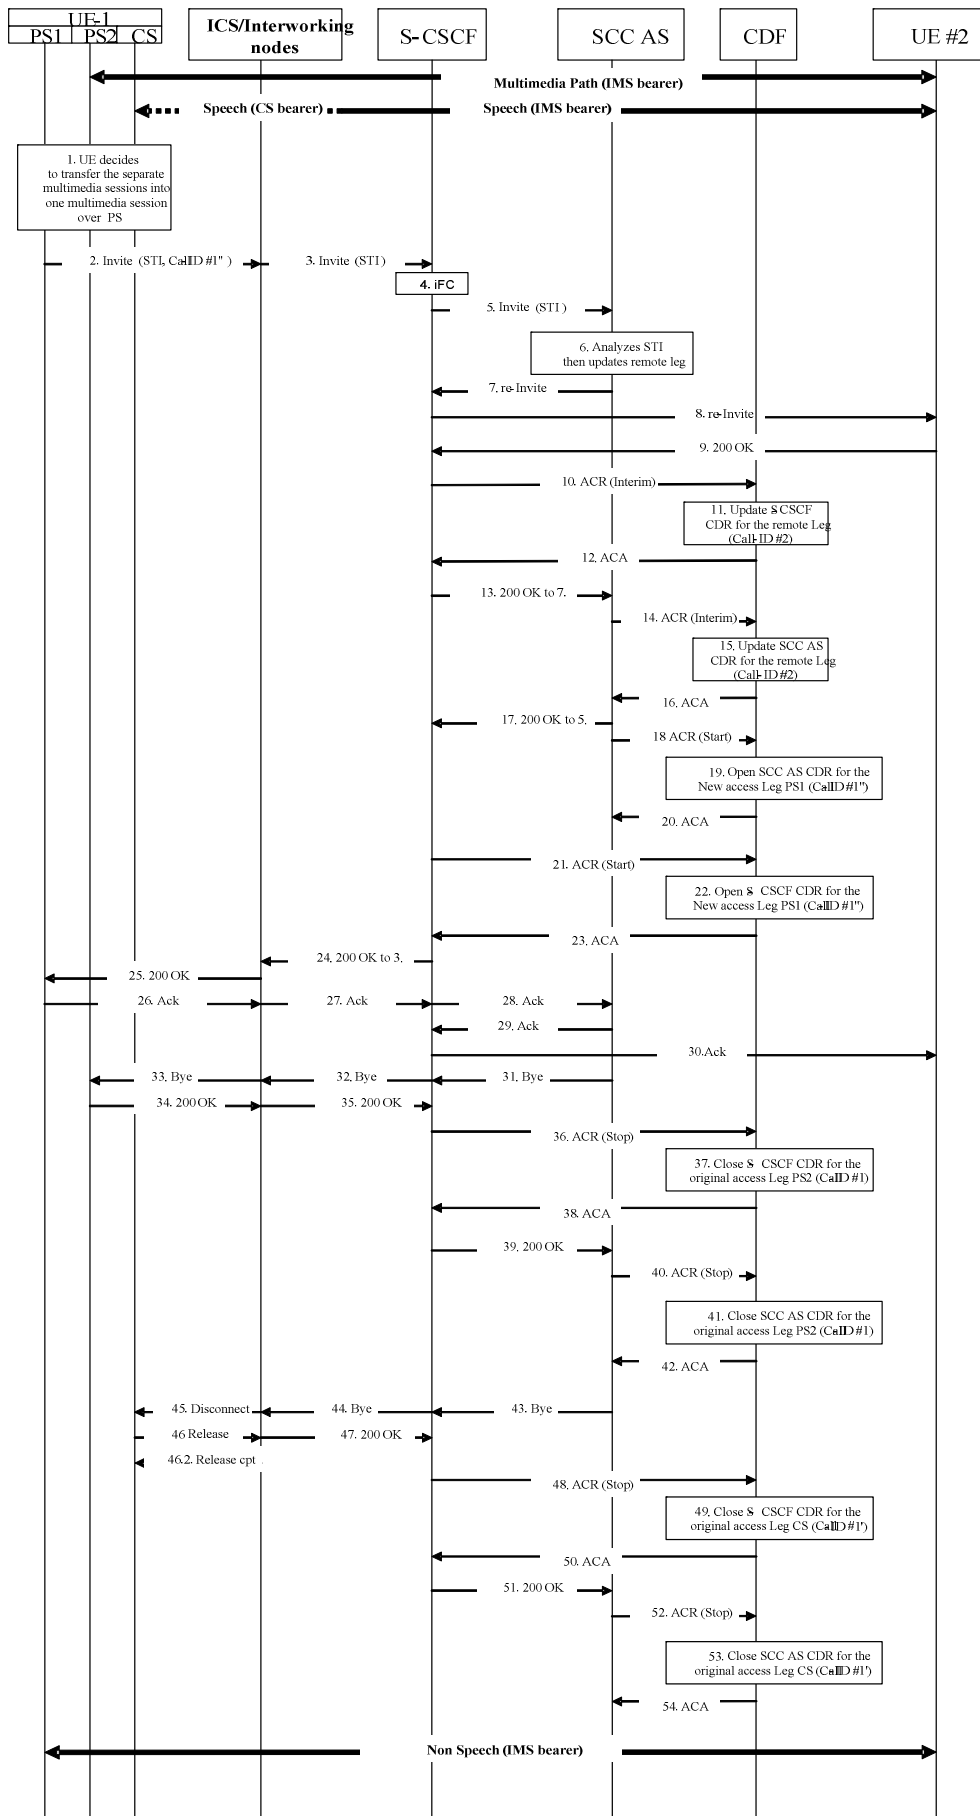 UE-1
PS1 PS2 CS
ICS/Interworking
nodes
S-CSCF
SCC AS
CDF
UE #2
Multimedia Path (IMS bearer)
Speech (CS bearer)
Speech (IMS bearer)
1. UE decides
to transfer the separate
multimedia sessions into
one multimedia session
over PS
2. Invite (STI, Call-ID #1'')
3. Invite (STI)
4. iFC
5. Invite (STI)
6. Analyzes STI
then updates remote leg
7. re-Invite
8. re-Invite
9. 200 OK
10. ACR (Interim)
11. Update S-CSCF
CDR for the remote Leg
(Call-ID #2)
12. ACA
13. 200 OK to 7.
14. ACR (Interim)
15. Update SCC AS
CDR for the remote Leg
(Call-ID #2)
16. ACA
17. 200 OK to 5.
18 ACR (Start)
19. Open SCC AS CDR for the
New access Leg PS1 (Call-ID #1'')
20. ACA
21. ACR (Start)
22. Open S-CSCF CDR for the
New access Leg PS1 (Call-ID #1'')
23. ACA
24. 200 OK to 3.
25. 200 OK
26. Ack
27. Ack
28. Ack
29. Ack
30.Ack
33. Bye
32. Bye
31. Bye
34. 200 OK
35. 200 OK
36. ACR (Stop)
37. Close S-CSCF CDR for the
original access Leg PS2 (Call-ID #1)
38. ACA
39. 200 OK
40. ACR (Stop)
41. Close SCC AS CDR for the
original access Leg PS2 (Call-ID #1)
42. ACA
45. Disconnect
44. Bye
43. Bye
46 Release
47. 200 OK
46.2. Release cpt
48. ACR (Stop)
49. Close S-CSCF CDR for the
original access Leg CS (Call-ID #1')
50. ACA
51. 200 OK
52. ACR (Stop)
53. Close SCC AS CDR for the
original access Leg CS (Call-ID #1')
54. ACA
Non Speech (IMS bearer)